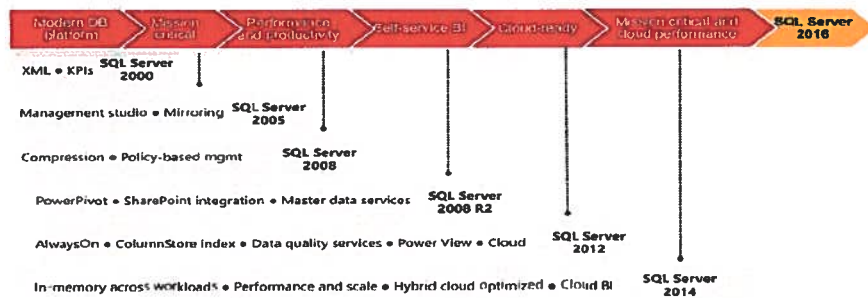 Modern DB platform
Mission critical
Performance and productivity
Self-service BI
Cloud-ready
Mission critical and cloud performance
SQL Server 2016
XML • KPIs
SQL Server 2000
Management studio • Mirroring
SQL Server 2005
Compression • Policy-based mgmt
SQL Server 2008
PowerPivot • SharePoint integration • Master data services
SQL Server 2008 R2
AlwaysOn • ColumnStore Index • Data quality services • Power View • Cloud
SQL Server 2012
In-memory across workloads • Performance and scale • Hybrid cloud optimized • Cloud BI
SQL Server 2014